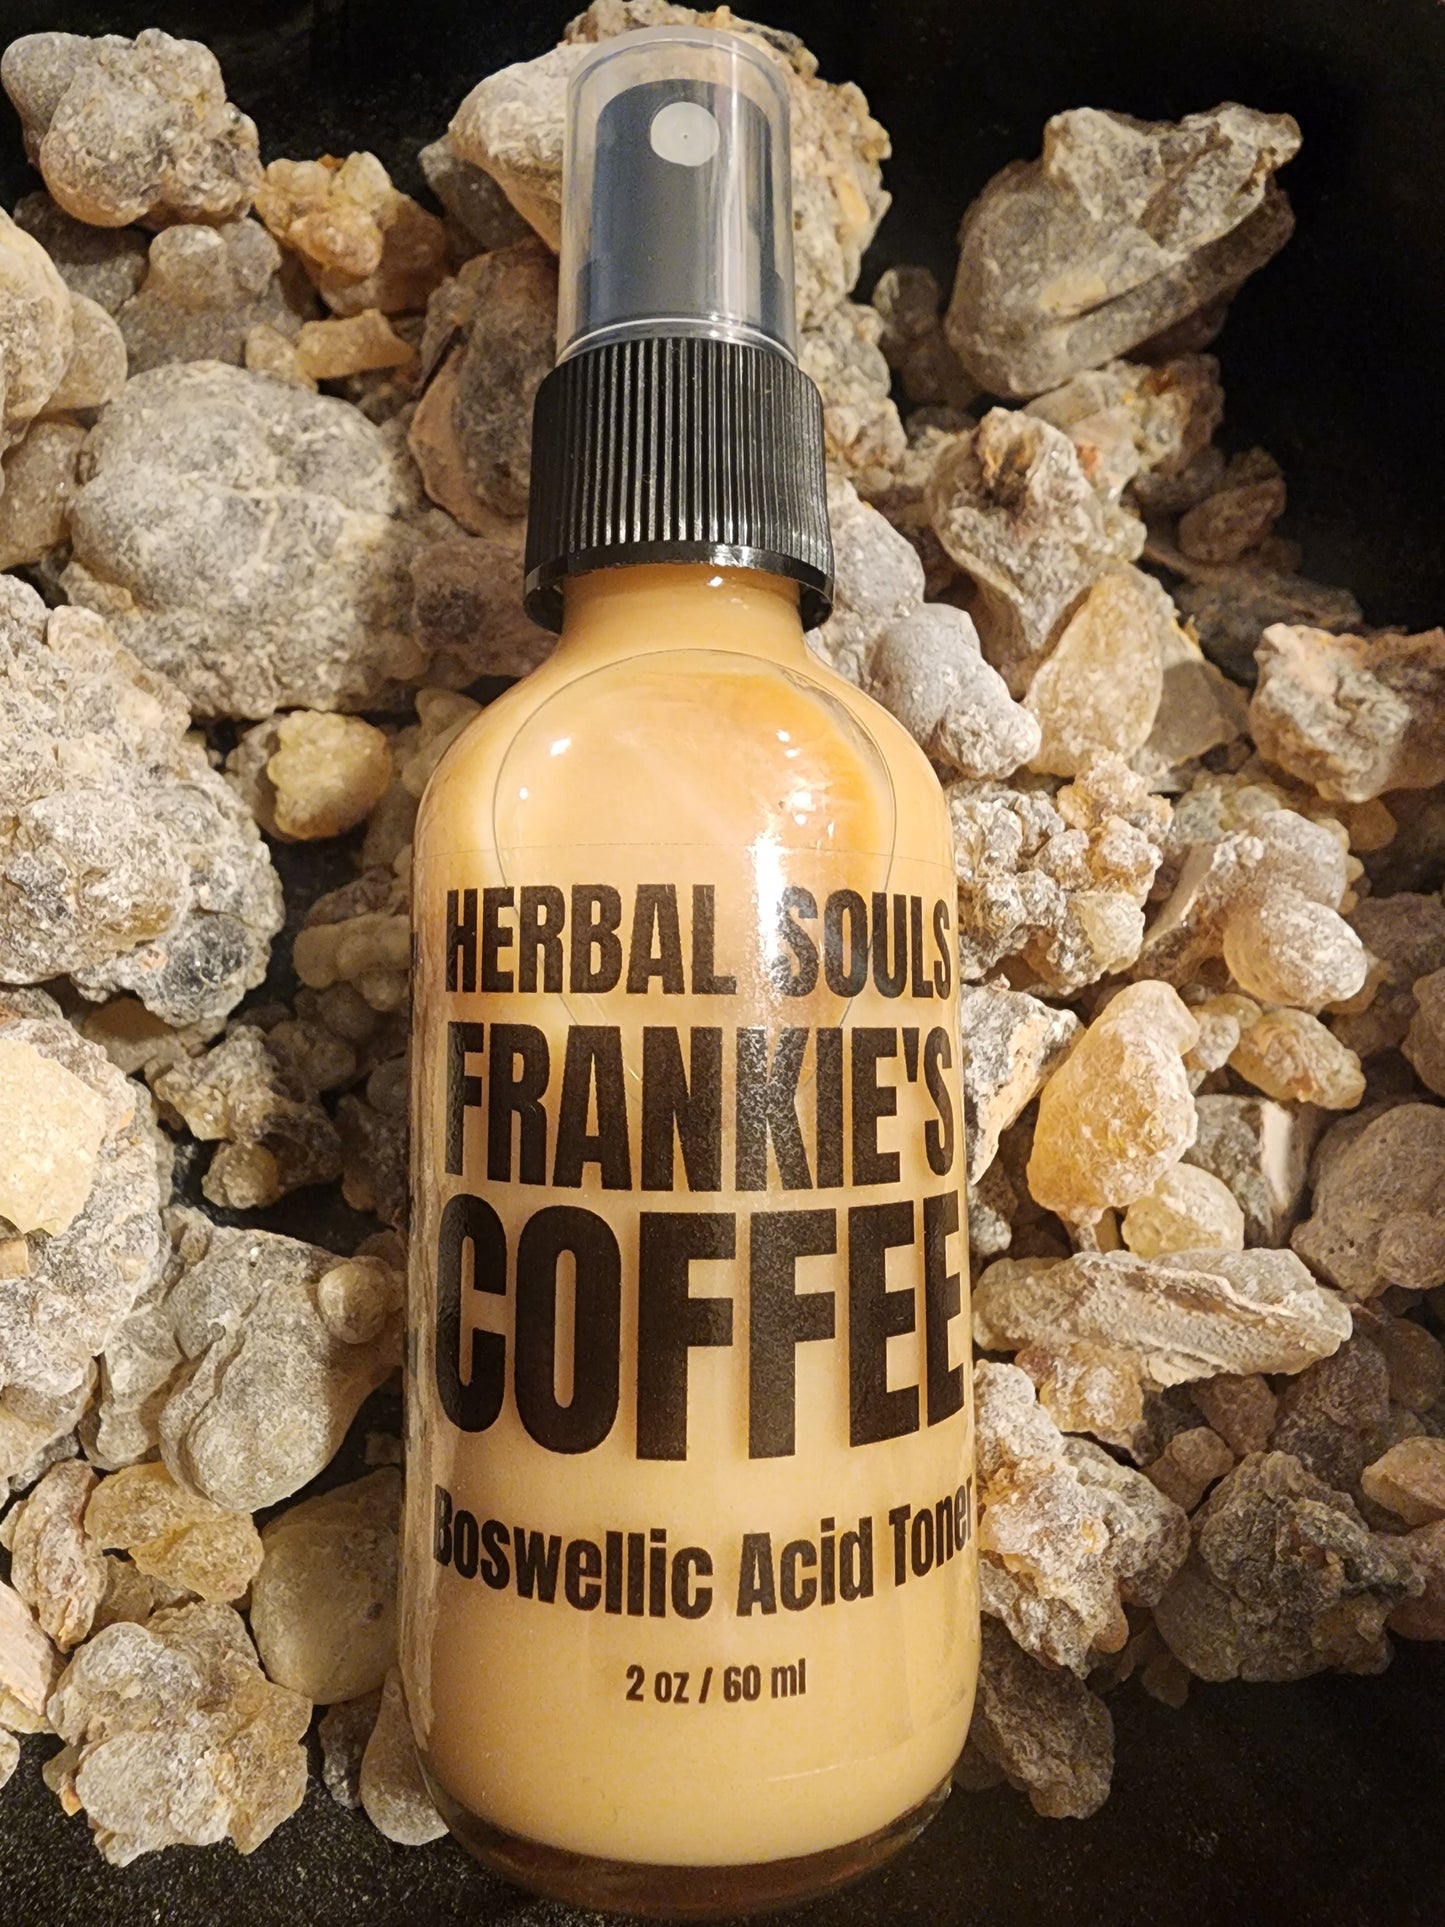 HERBAL SOULS
FRANKIE'S
COFFEE
Boswellic Acid Toner
2 oz / 60 ml